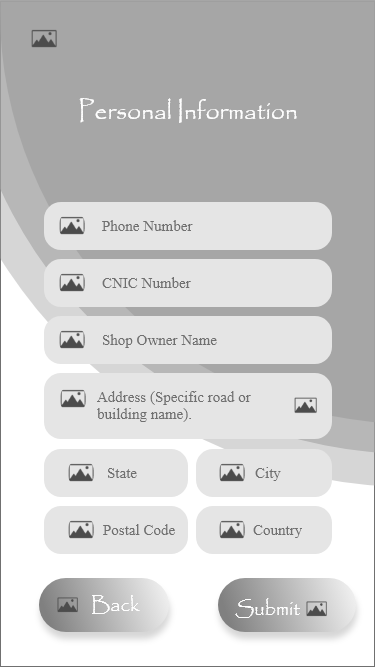 Personal Information
Phone Number
CNIC Number
Shop Owner Name
Address (Specific road or
building name).
State
City
Postal Code
Country
Back
Submit